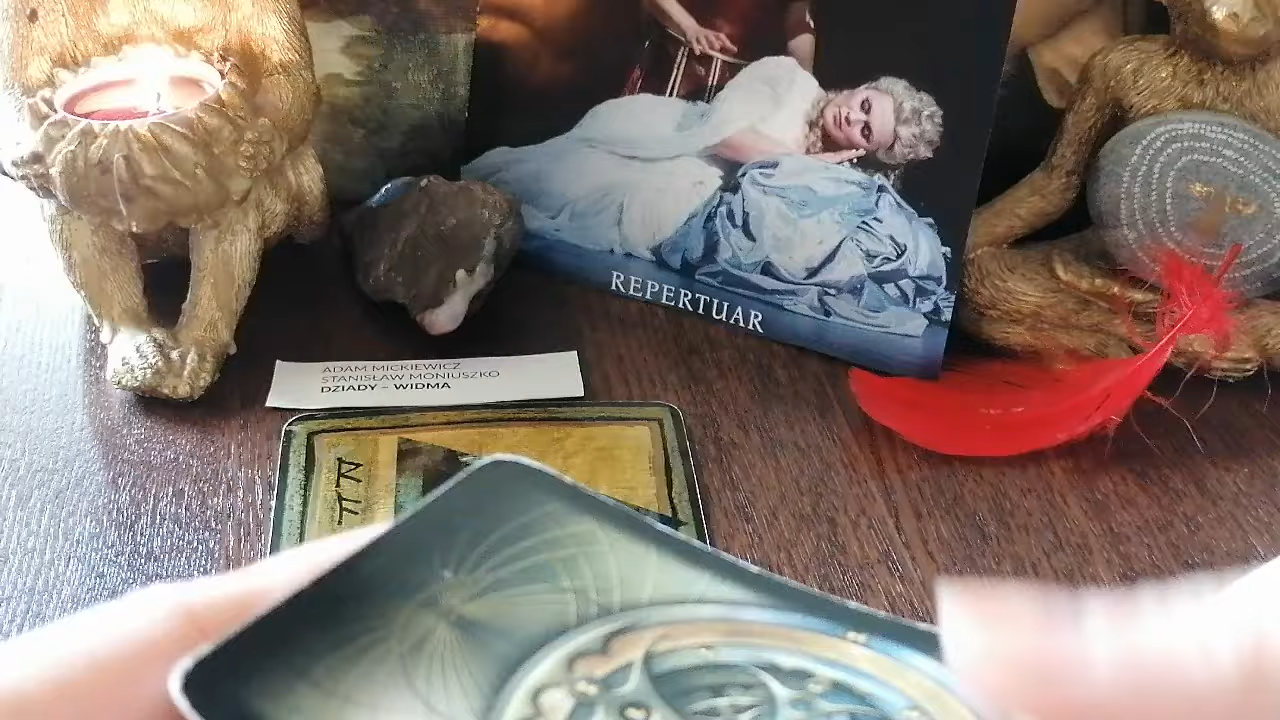 REPERTUAR
ADAM MICKIEWICZ
STANISŁAW MONIUSZKO
DZIADY - WIDMA